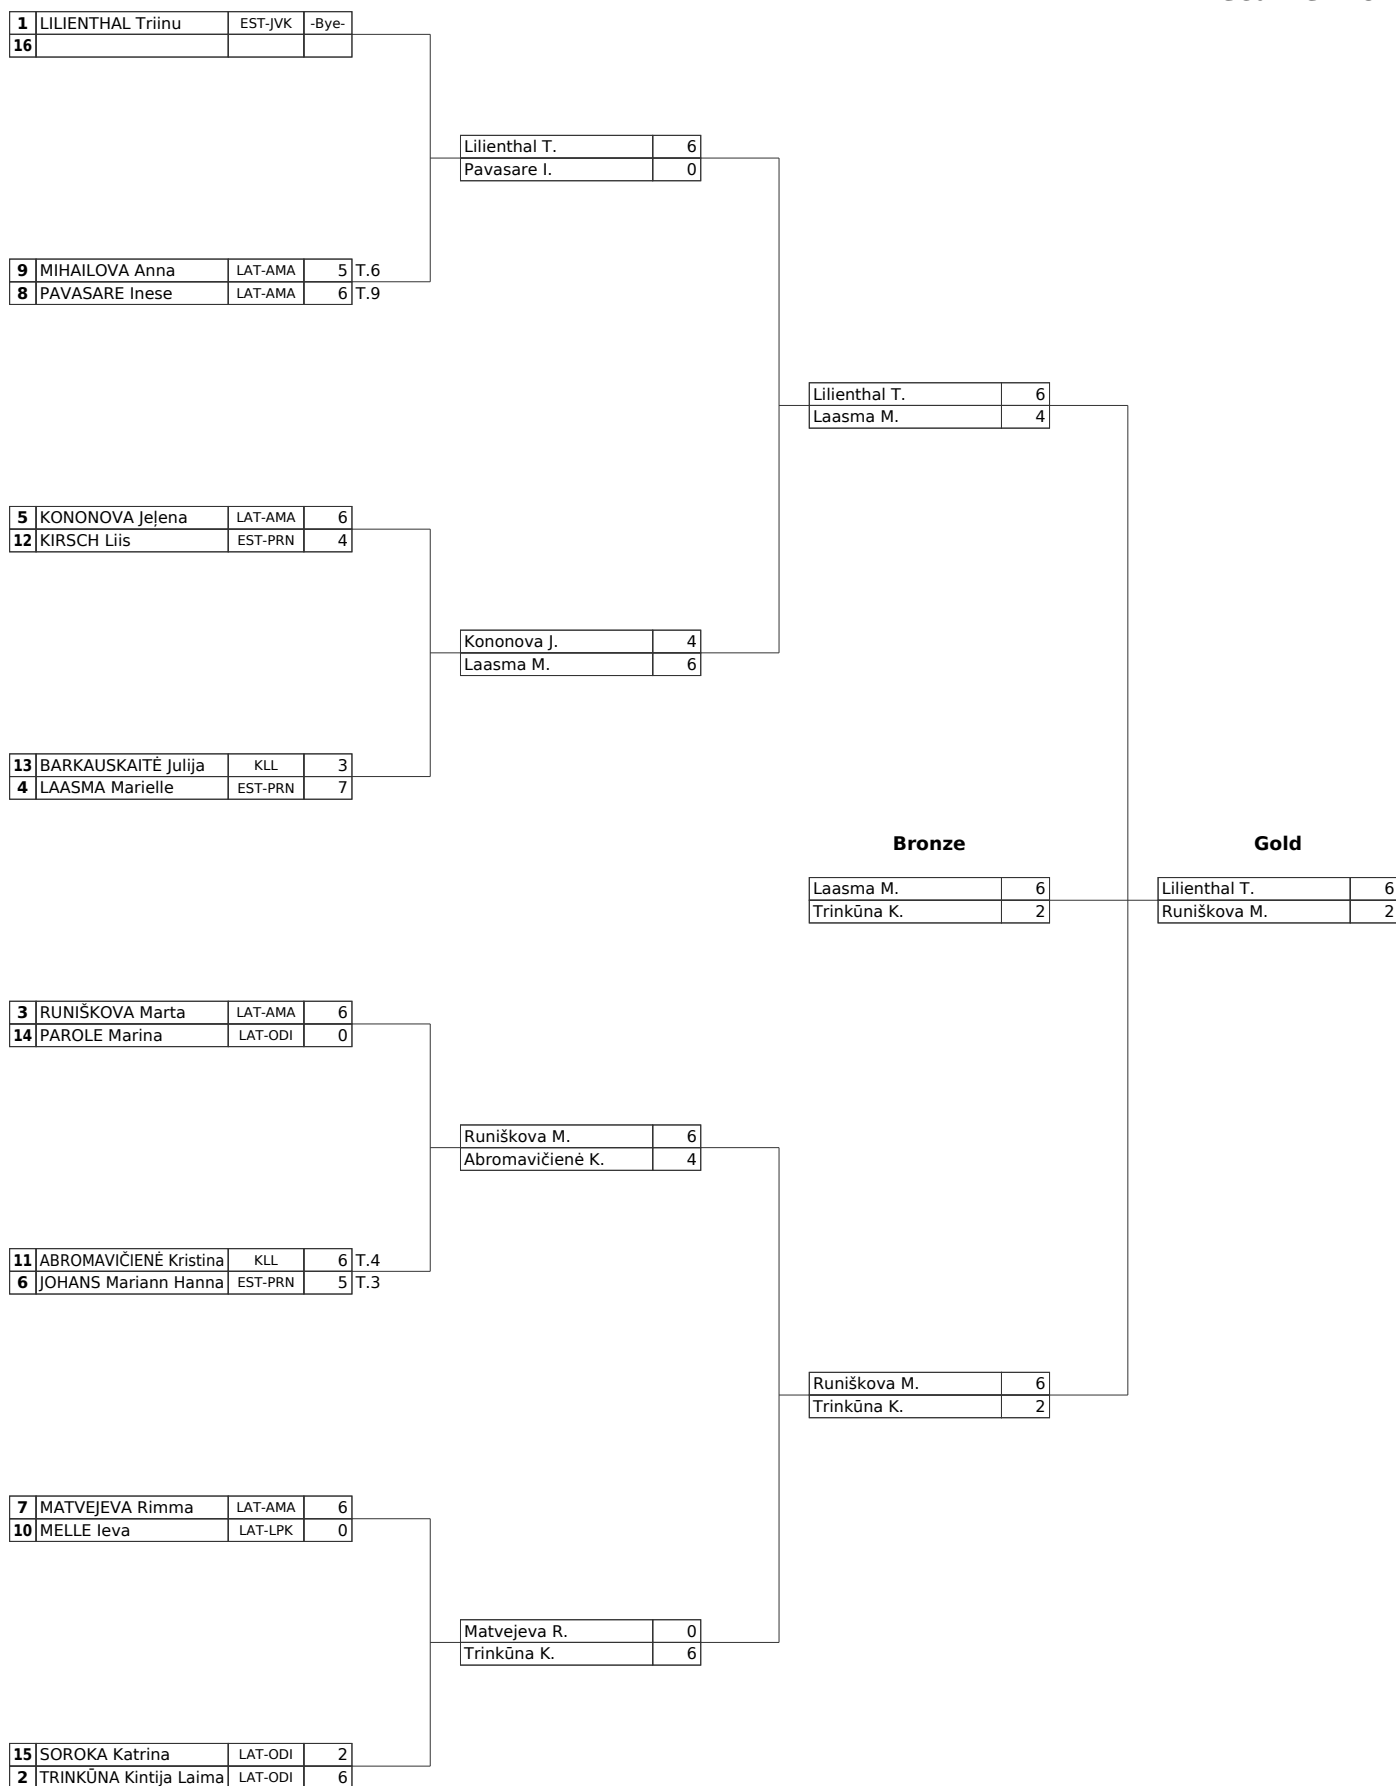 1 LILIENTHAL Triinu EST-JVK -Bye-
16
Lilienthal T. 6
Pavasare I. 0
9 MIHAILOVA Anna LAT-AMA 5 T.6
8 PAVASARE Inese LAT-AMA 6 T.9
Lilienthal T. 6
Laasma M. 4
5 KONONOVA Jeļena LAT-AMA 6
12 KIRSCH Liis EST-PRN 4
Kononova J. 4
Laasma M. 6
13 BARKAUSKAITĖ Julija KLL 3
4 LAASMA Marielle EST-PRN 7
Bronze Gold
Laasma M. 6 Lilienthal T. 6
Trinkūna K. 2 Runiškova M. 2
3 RUNIŠKOVA Marta LAT-AMA 6
14 PAROLE Marina LAT-ODI 0
Runiškova M. 6
Abromavičienė K. 4
11 ABROMAVIČIENĖ Kristina KLL 6 T.4
6 JOHANS Mariann Hanna EST-PRN 5 T.3
Runiškova M. 6
Trinkūna K. 2
7 MATVEJEVA Rimma LAT-AMA 6
10 MELLE Ieva LAT-LPK 0
Matvejeva R. 0
Trinkūna K. 6
15 SOROKA Katrina LAT-ODI 2
2 TRINKŪNA Kintija Laima LAT-ODI 6